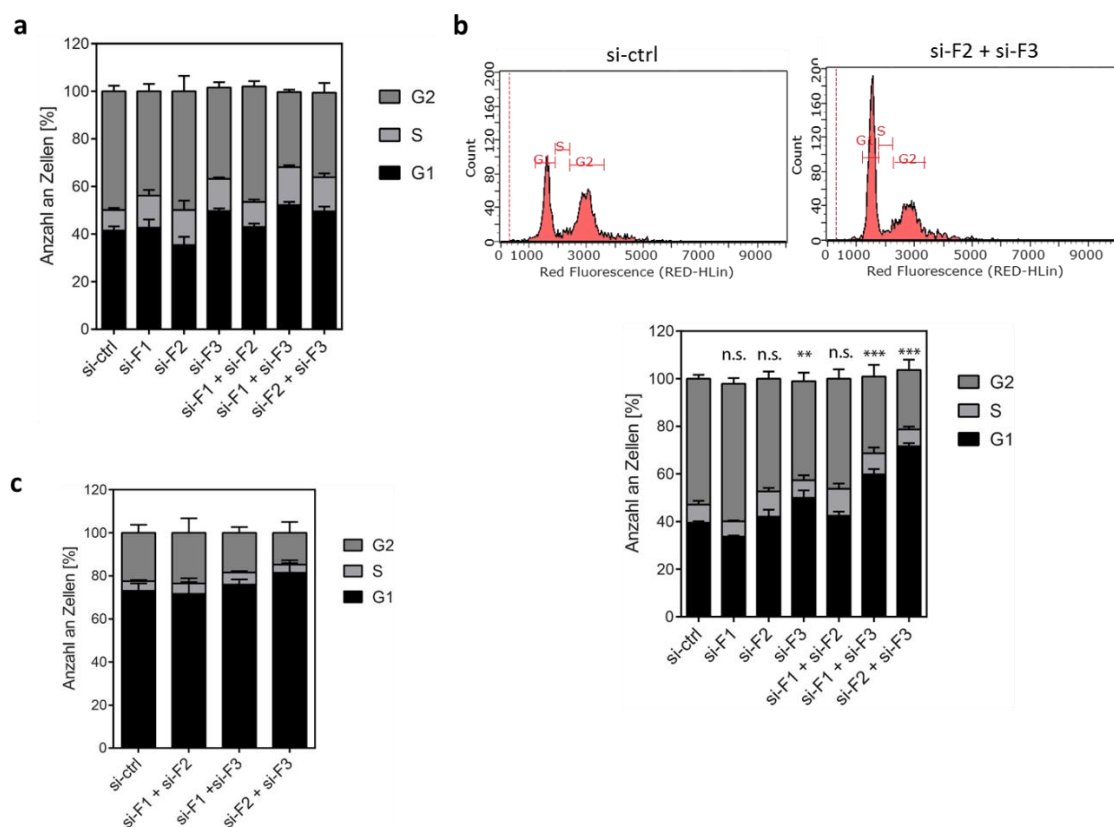 a
120
100
80
60
40
20
0
Anzahl an Zellen [%]
G2
S
G1
si-ctrl
si-F1
si-F2
si-F3
si-F1 + si-F2
si-F1 + si-F3
si-F2 + si-F3
b
si-ctrl
200
160
120
80
40
0
Count
G1
S
G2
0 1000 3000 5000 7000 9000
Red Fluorescence (RED-HLin)
si-F2 + si-F3
200
160
120
80
40
0
Count
G
S
G2
0 1000 3000 5000 7000 9000
Red Fluorescence (RED-HLin)
120
100
80
60
40
20
0
Anzahl an Zellen [%]
n.s. n.s. ** n.s. *** ***
G2
S
G1
si-ctrl
si-F1
si-F2
si-F3
si-F1 + si-F2
si-F1 + si-F3
si-F2 + si-F3
c
120
100
80
60
40
20
0
Anzahl an Zellen [%]
G2
S
G1
si-ctrl
si-F1 + si-F2
si-F1 +si-F3
si-F2 + si-F3